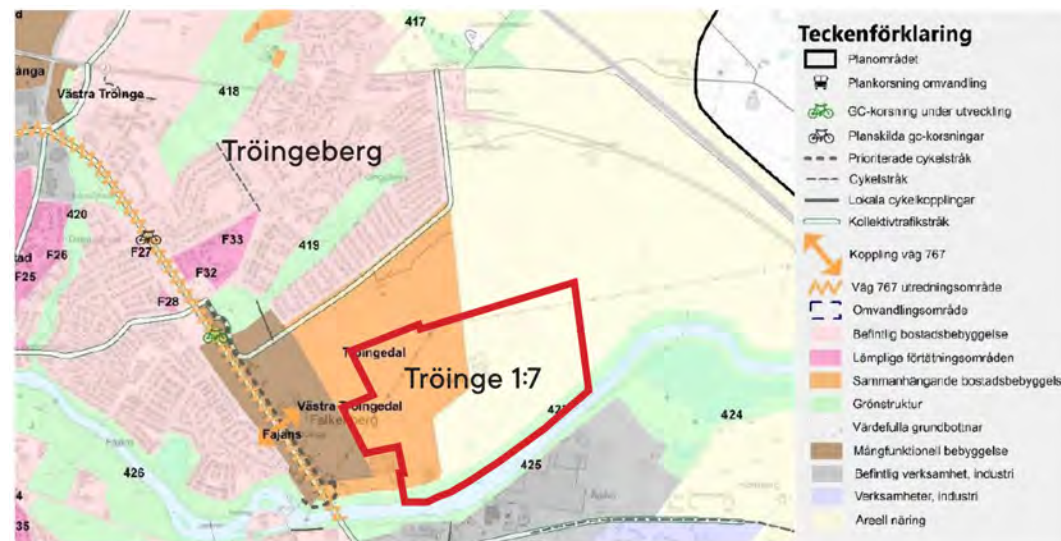 417
418
Västra Tröinge
Tröingeberg
420
419
F33
F27
F26
F32
F25
F28
Tröingedal
Tröinge 1:7
Västra Tröingedal
Falkenberg
Fajans
424
425
426
35
Teckenförklaring
Planområdet
Plankorsning omvandling
GC-korsning under utveckling
Planskilda gc-korsningar
Prioriterade cykelstråk
Cykelstråk
Lokala cykelkopplingar
Kollektivtrafikstråk
Koppling väg 767
Väg 767 utredningsområde
Omvandlingsområde
Befintlig bostadsbebyggelse
Lämpliga förtätningsområden
Sammanhängande bostadsbebyggels
Grönstruktur
Värdefulla grundbottnar
Mångfunktionell bebyggelse
Befintlig verksamhet, industri
Verksamheter, industri
Areell näring